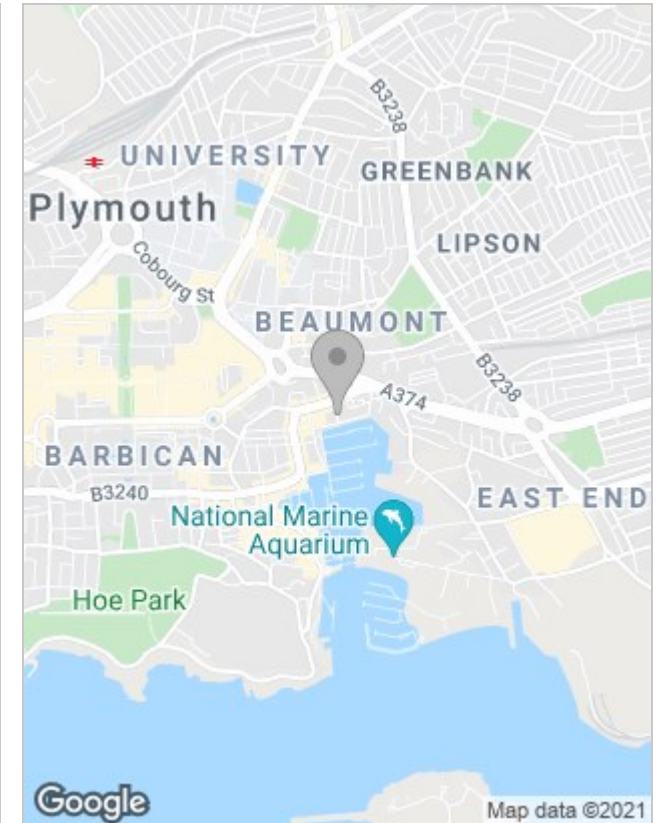 B3238
UNIVERSITY
GREENBANK
Plymouth
LIPSON
Cobourg St
BEAUMONT
B3238
A374
BARBICAN
B3240
EAST END
National Marine
Aquarium
Hoe Park
Google
Map data ©2021